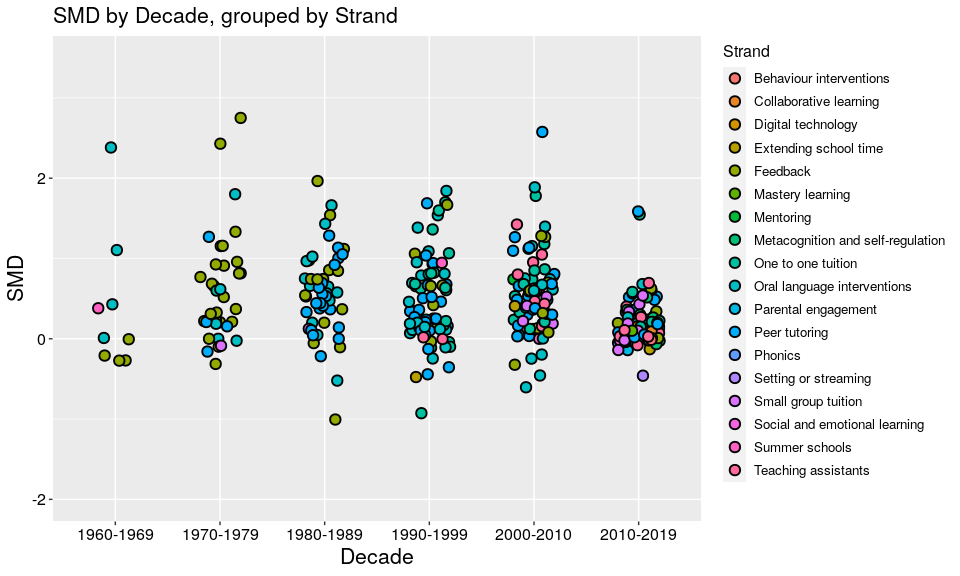 SMD by Decade, grouped by Strand
SMD
2
0
-2
1960-1969
1970-1979
1980-1989
1990-1999
2000-2010
2010-2019
Decade
Strand
Behaviour interventions
Collaborative learning
Digital technology
Extending school time
Feedback
Mastery learning
Mentoring
Metacognition and self-regulation
One to one tuition
Oral language interventions
Parental engagement
Peer tutoring
Phonics
Setting or streaming
Small group tuition
Social and emotional learning
Summer schools
Teaching assistants